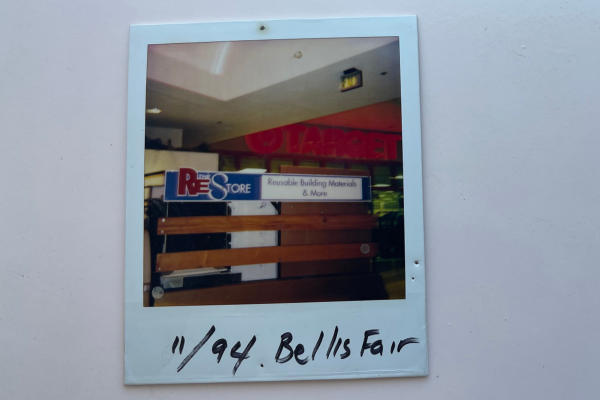 TARGET
RE STORE
Reusable Building Materials
& More
11/94. Bellis Fair